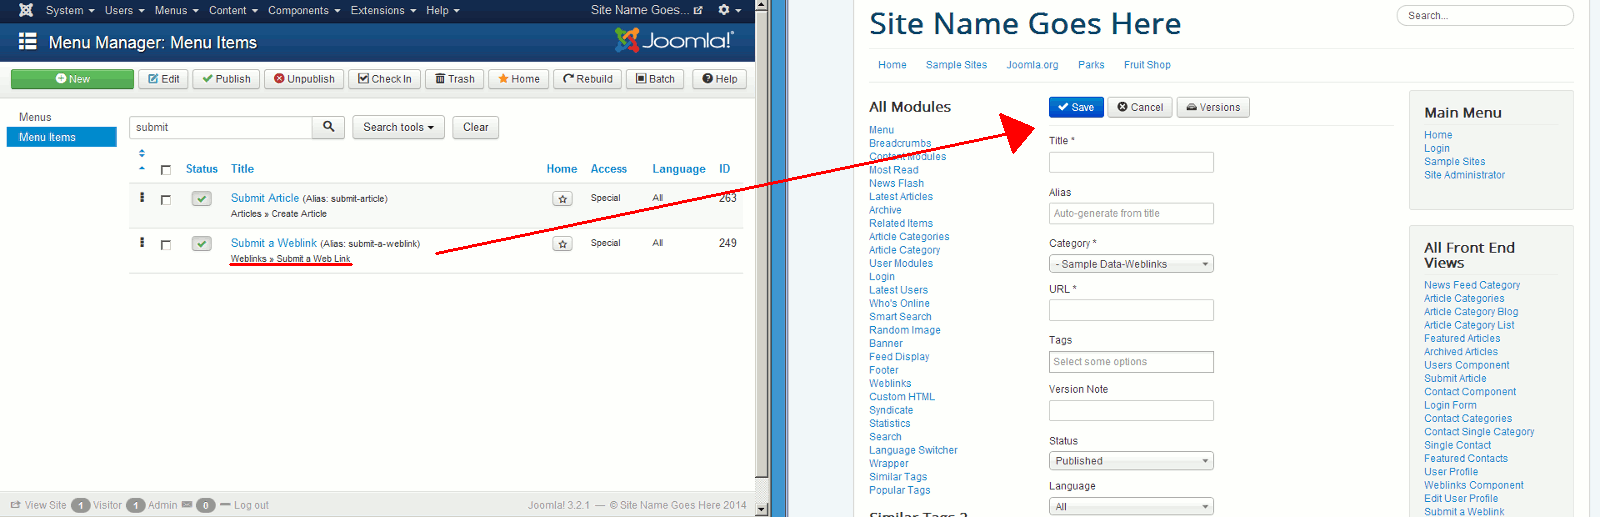 System Users Menus Content Components Extensions Help Site Name Goes...
Menu Manager: Menu Items Joomla!®
New Edit Publish Unpublish Check In Trash Home Rebuild Batch Help
Menus
Menu Items
submit Search tools Clear
Status Title Home Access Language ID
Submit Article (Alias: submit-article) Special All 263
Articles » Create Article
Submit a Weblink (Alias: submit-a-weblink) Special All 249
Weblinks » Submit a Web Link
View Site 1 Visitor 1 Admin 0 Log out Joomla! 3.2.1 — © Site Name Goes Here 2014
Site Name Goes Here
Search...
Home Sample Sites Joomla.org Parks Fruit Shop
All Modules
Menu
Breadcrumbs
Content Modules
Most Read
News Flash
Latest Articles
Archive
Related Items
Article Categories
Article Category
User Modules
Login
Latest Users
Who's Online
Smart Search
Random Image
Banner
Feed Display
Footer
Weblinks
Custom HTML
Syndicate
Statistics
Search
Language Switcher
Wrapper
Similar Tags
Popular Tags
Similar Tags 2
Save Cancel Versions
Title *
Alias
Auto-generate from title
Category *
- Sample Data-Weblinks
URL *
Tags
Select some options
Version Note
Status
Published
Language
All
Main Menu
Home
Login
Sample Sites
Site Administrator
All Front End
Views
News Feed Category
Article Categories
Article Category Blog
Article Category List
Featured Articles
Archived Articles
Users Component
Submit Article
Contact Component
Login Form
Contact Categories
Contact Single Category
Single Contact
Featured Contacts
User Profile
Weblinks Component
Edit User Profile
Submit a Weblink